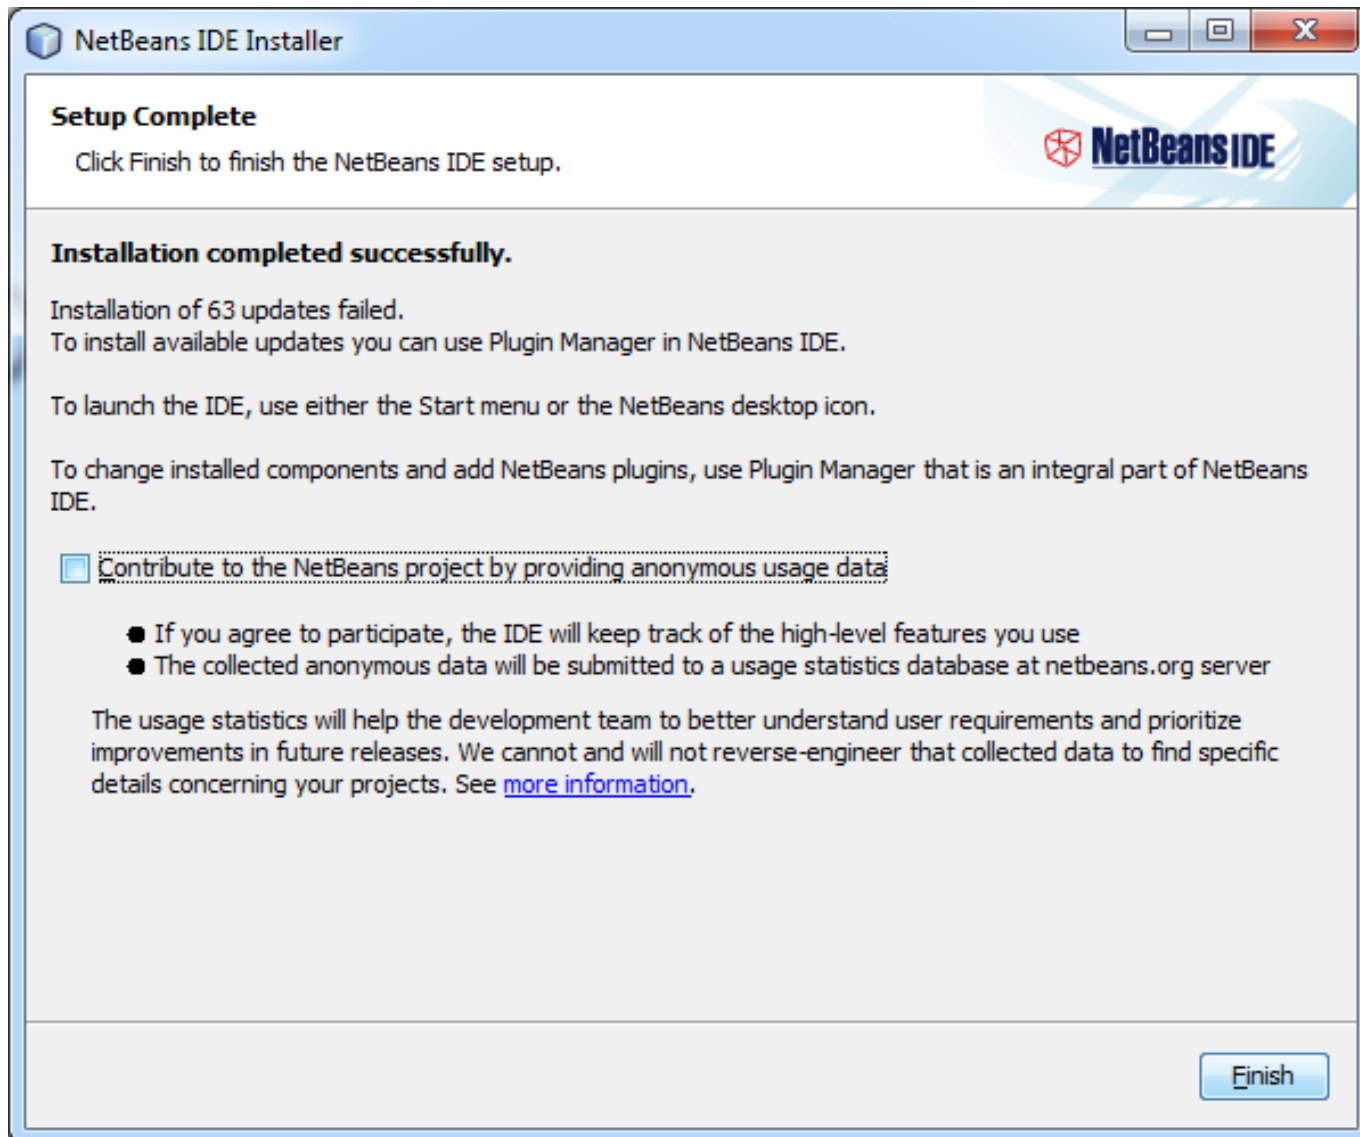 NetBeans IDE Installer
Setup Complete
Click Finish to finish the NetBeans IDE setup.
NetBeans IDE
Installation completed successfully.
Installation of 63 updates failed.
To install available updates you can use Plugin Manager in NetBeans IDE.
To launch the IDE, use either the Start menu or the NetBeans desktop icon.
To change installed components and add NetBeans plugins, use Plugin Manager that is an integral part of NetBeans
IDE.
Contribute to the NetBeans project by providing anonymous usage data
If you agree to participate, the IDE will keep track of the high-level features you use
The collected anonymous data will be submitted to a usage statistics database at netbeans.org server
The usage statistics will help the development team to better understand user requirements and prioritize
improvements in future releases. We cannot and will not reverse-engineer that collected data to find specific
details concerning your projects. See more information.
Finish